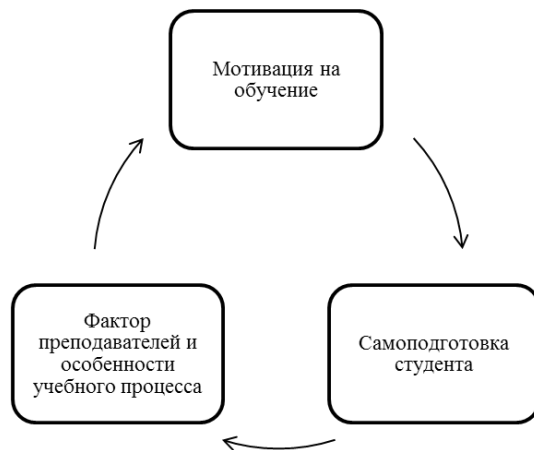 Мотивация на
обучение
Фактор
преподавателей и
особенности
учебного процесса
Самоподготовка
студента